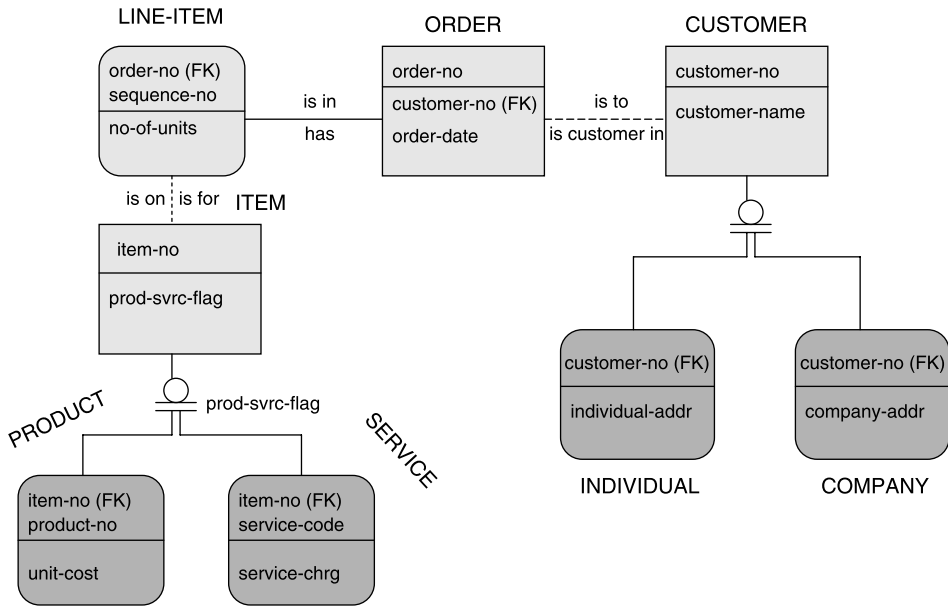 LINE-ITEM
order-no (FK)
sequence-no
no-of-units
is in
has
ORDER
order-no
customer-no (FK)
order-date
is to
is customer in
CUSTOMER
customer-no
customer-name
is on
is for
ITEM
item-no
prod-svrc-flag
prod-svrc-flag
PRODUCT
item-no (FK)
product-no
unit-cost
SERVICE
item-no (FK)
service-code
service-chrg
customer-no (FK)
individual-addr
INDIVIDUAL
customer-no (FK)
company-addr
COMPANY